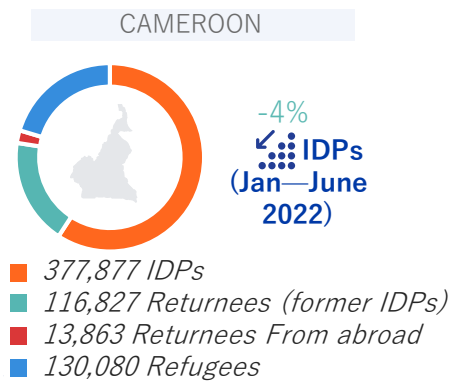 CAMEROON
-4%
IDPs
(Jan—June
2022)
377,877 IDPs
116,827 Returnees (former IDPs)
13,863 Returnees From abroad
130,080 Refugees